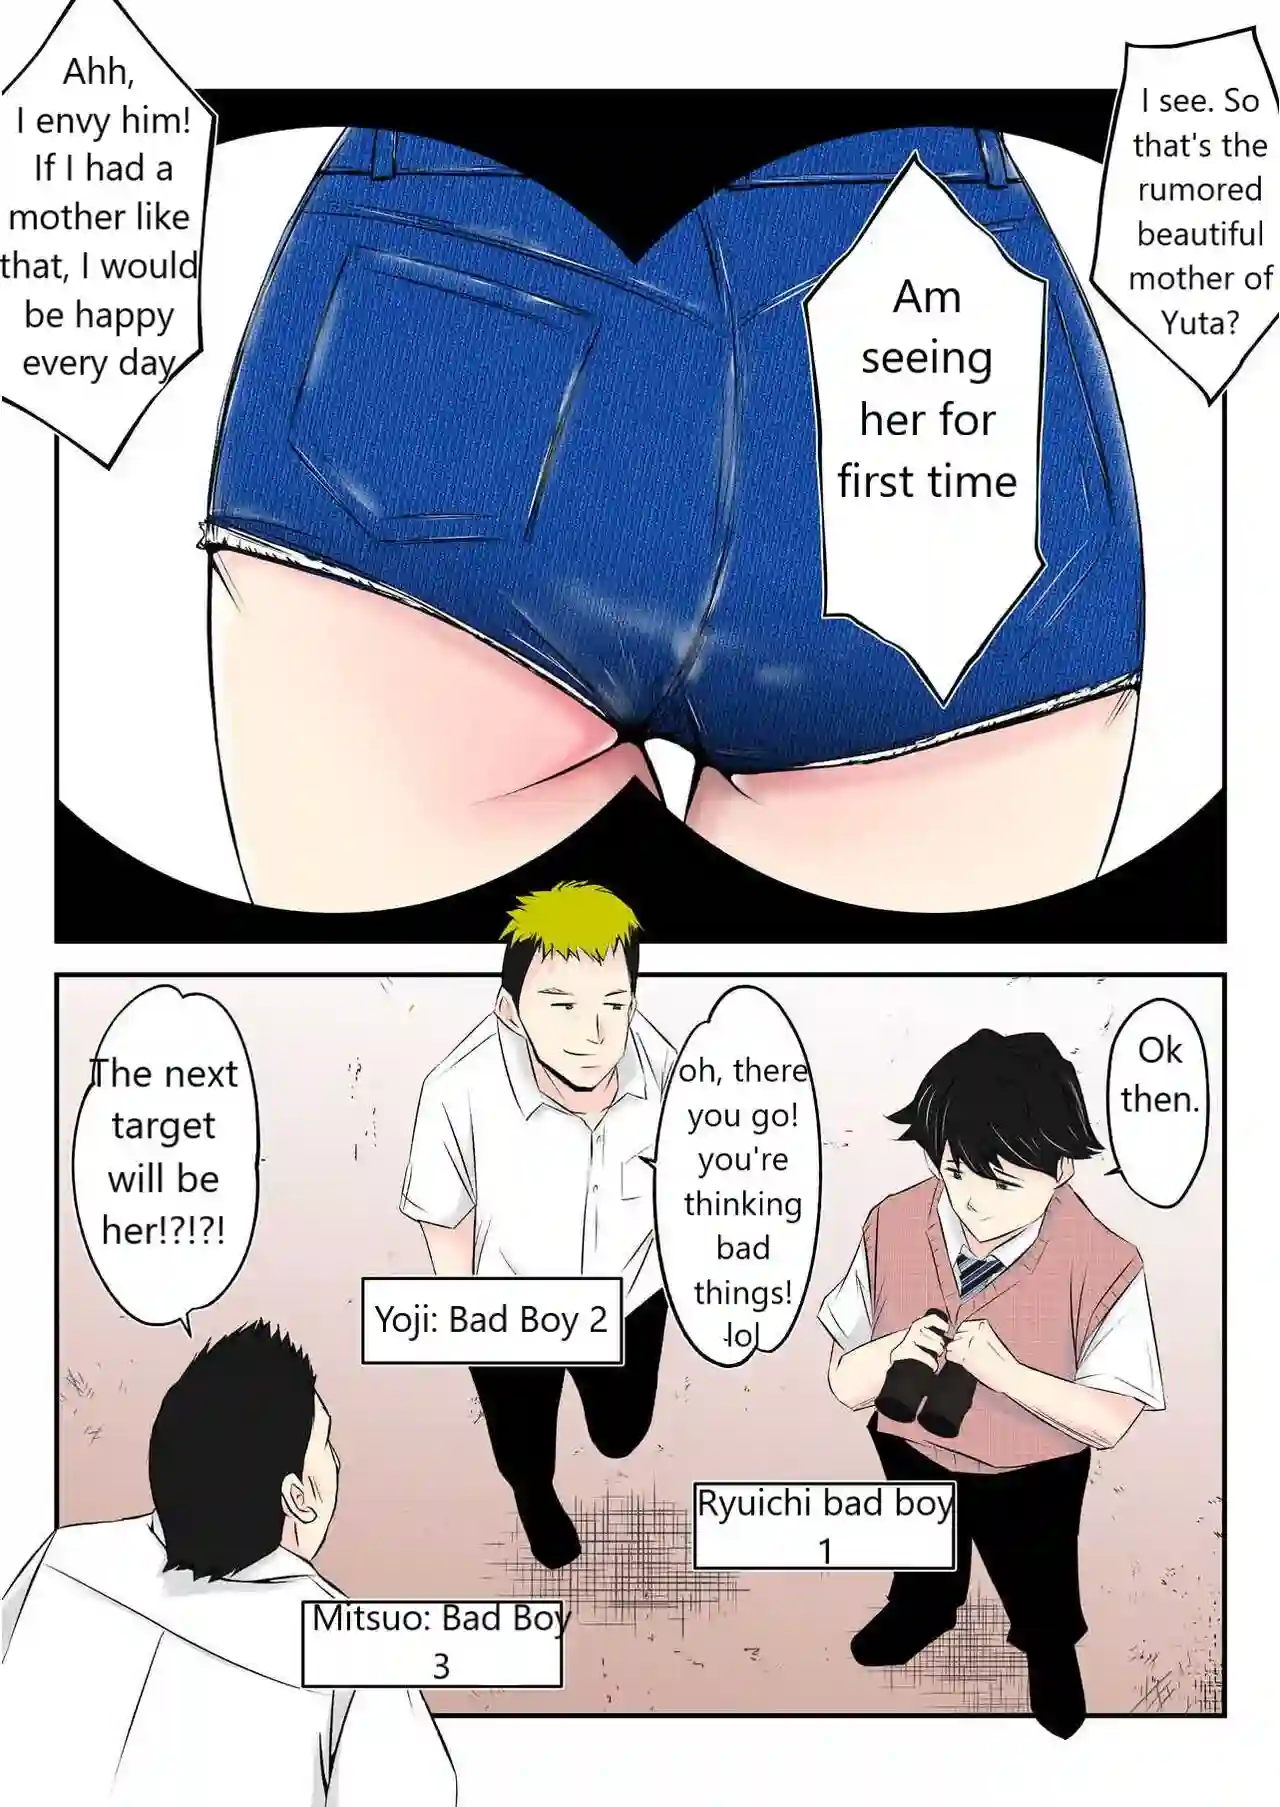 Ahh,
I envy him!
If I had a
mother like
that, I would
be happy
every day
I see. So
that's the
rumored
beautiful
mother of
Yuta?
Am
seeing
her for
first time
The next
target
will be
her!?!?!
oh, there
you go!
you're
thinking
bad
things!
lol
Ok
then.
Yoji: Bad Boy 2
Ryuichi bad boy
1
Mitsuo: Bad Boy
3